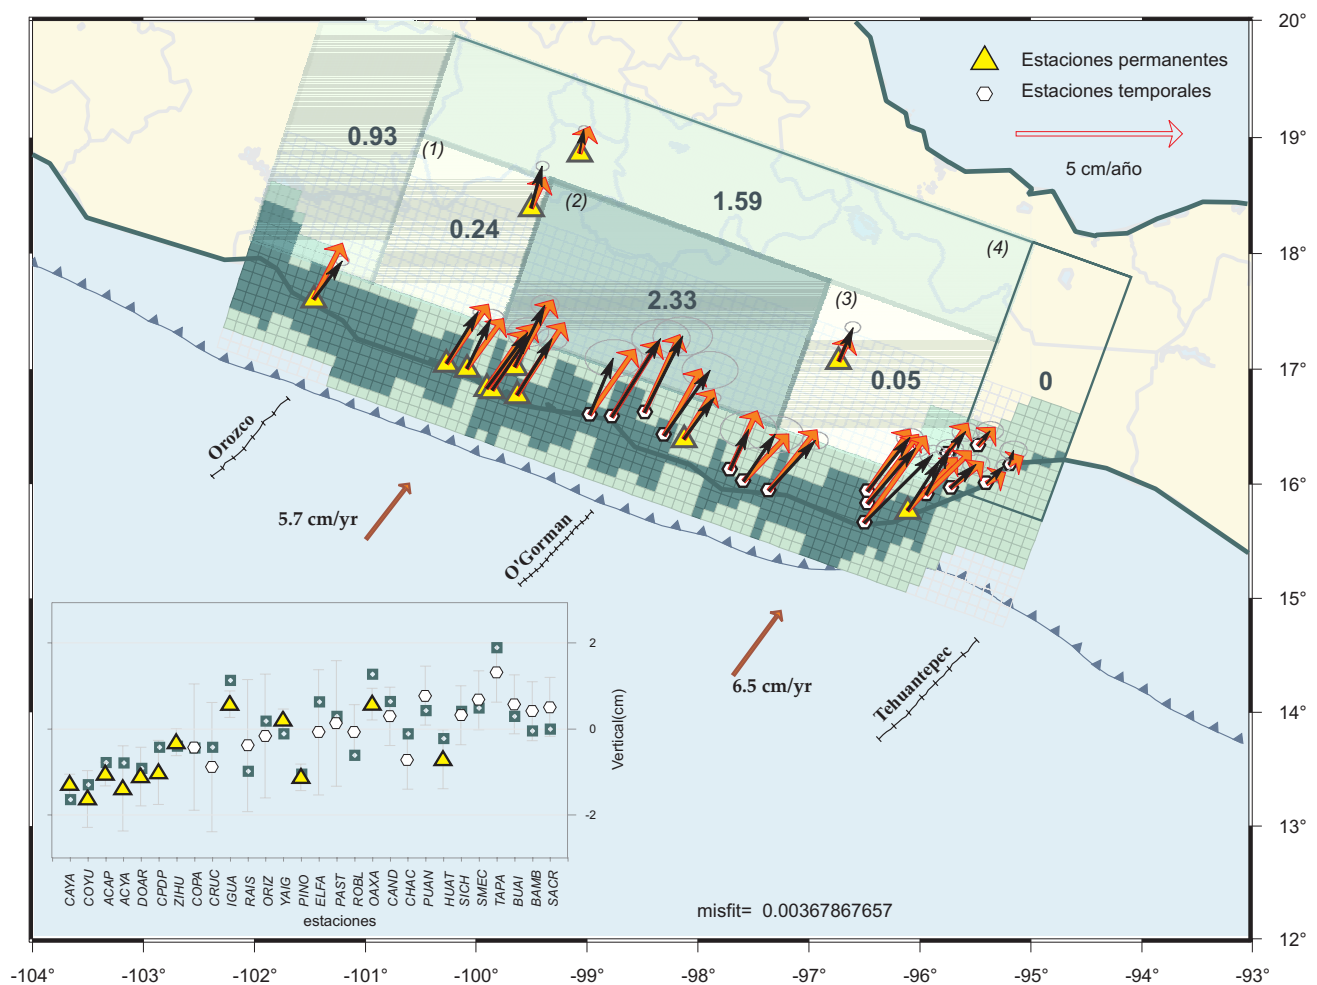 20°
19°
18°
17°
16°
15°
14°
13°
12°
Estaciones permanentes
Estaciones temporales
5 cm/año
0.93
(1)
0.24
(2)
1.59
(4)
2.33
(3)
0.05
0
Orozco
5.7 cm/yr
O'Gorman
6.5 cm/yr
Tehuantepec
2
0
-2
Vertical(cm)
CAYA
COYU
ACAP
ACYA
DOAR
CPDP
ZIHU
COPA
CRUC
IGUA
RAIS
ORIZ
YAIG
PINO
ELFA
PAST
ROBL
OAXA
CAND
CHAC
PUAN
HUAT
SICH
SMEC
TAPA
BUAI
BAMB
SACR
estaciones
misfit= 0.00367867657
-104°
-103°
-102°
-101°
-100°
-99°
-98°
-97°
-96°
-95°
-94°
-93°